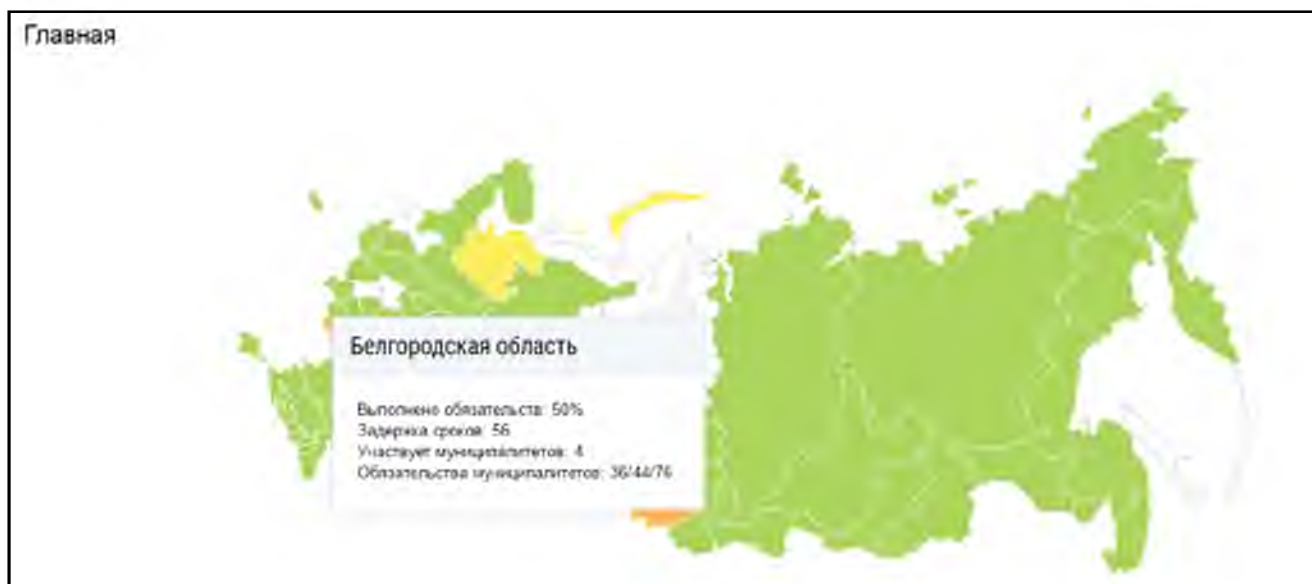 Главная
Белгородская область
Выполнено обязательств: 50%
Задержка сроков: 56
Участвует муниципалитетов: 4
Обязательства муниципалитетов: 36/44/76